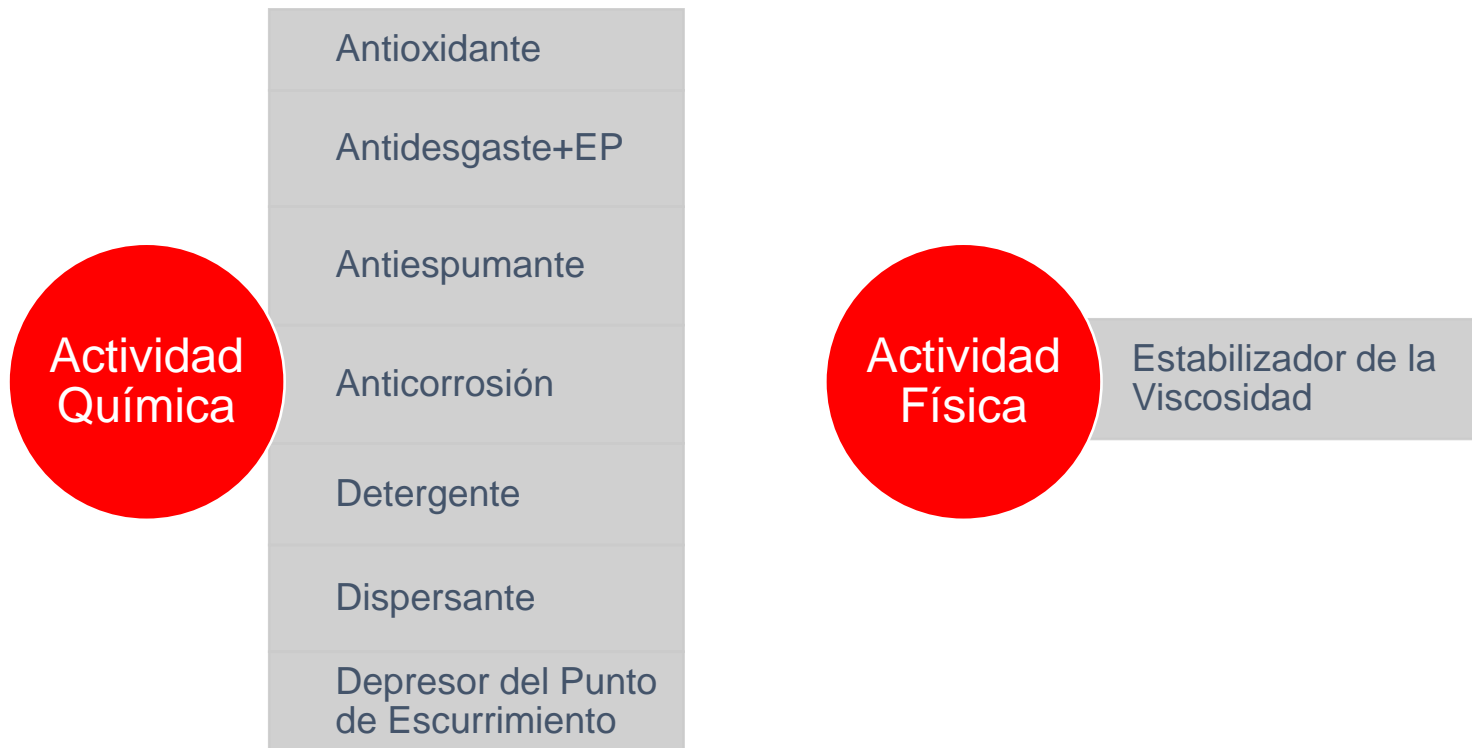 Actividad
Química
Antioxidante
Antidesgaste+EP
Antiespumante
Anticorrosión
Detergente
Dispersante
Depresor del Punto
de Escurrimiento
Actividad
Física
Estabilizador de la
Viscosidad